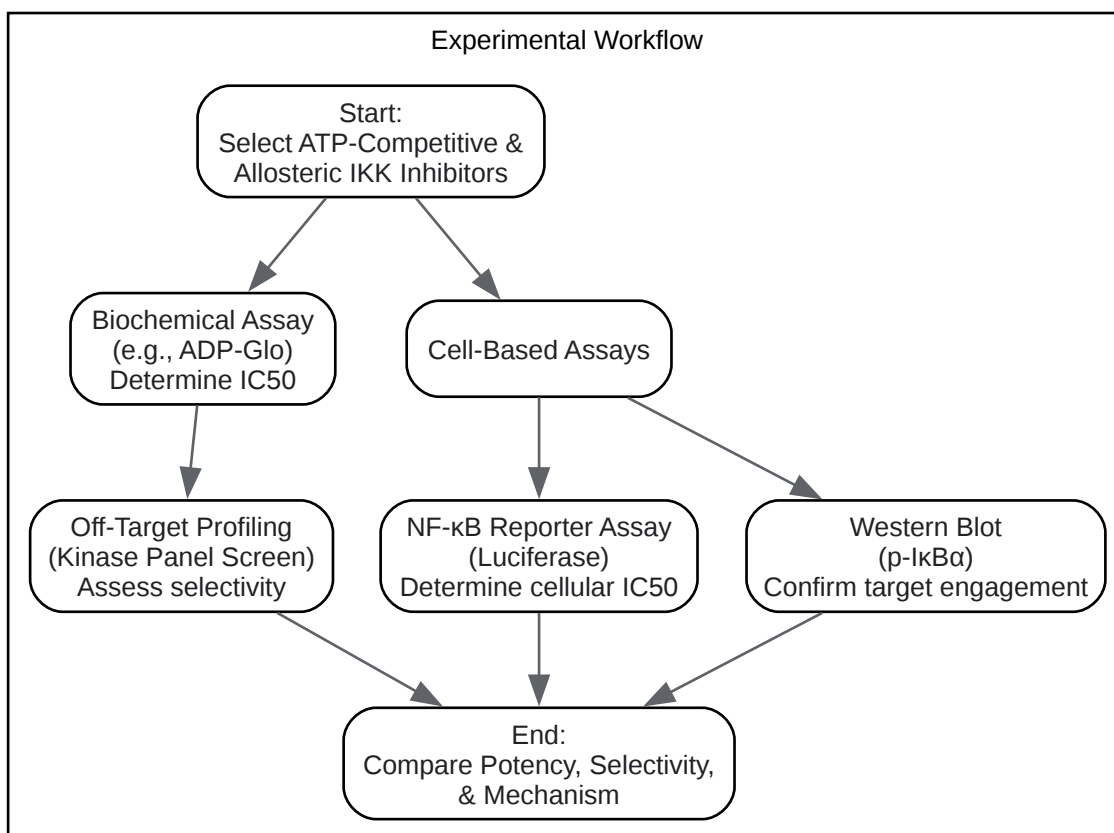 Experimental Workflow
Start:
Select ATP-Competitive &
Allosteric IKK Inhibitors
Biochemical Assay
(e.g., ADP-Glo)
Determine IC50
Cell-Based Assays
Off-Target Profiling
(Kinase Panel Screen)
Assess selectivity
NF-κB Reporter Assay
(Luciferase)
Determine cellular IC50
Western Blot
(p-IκBα)
Confirm target engagement
End:
Compare Potency, Selectivity,
& Mechanism